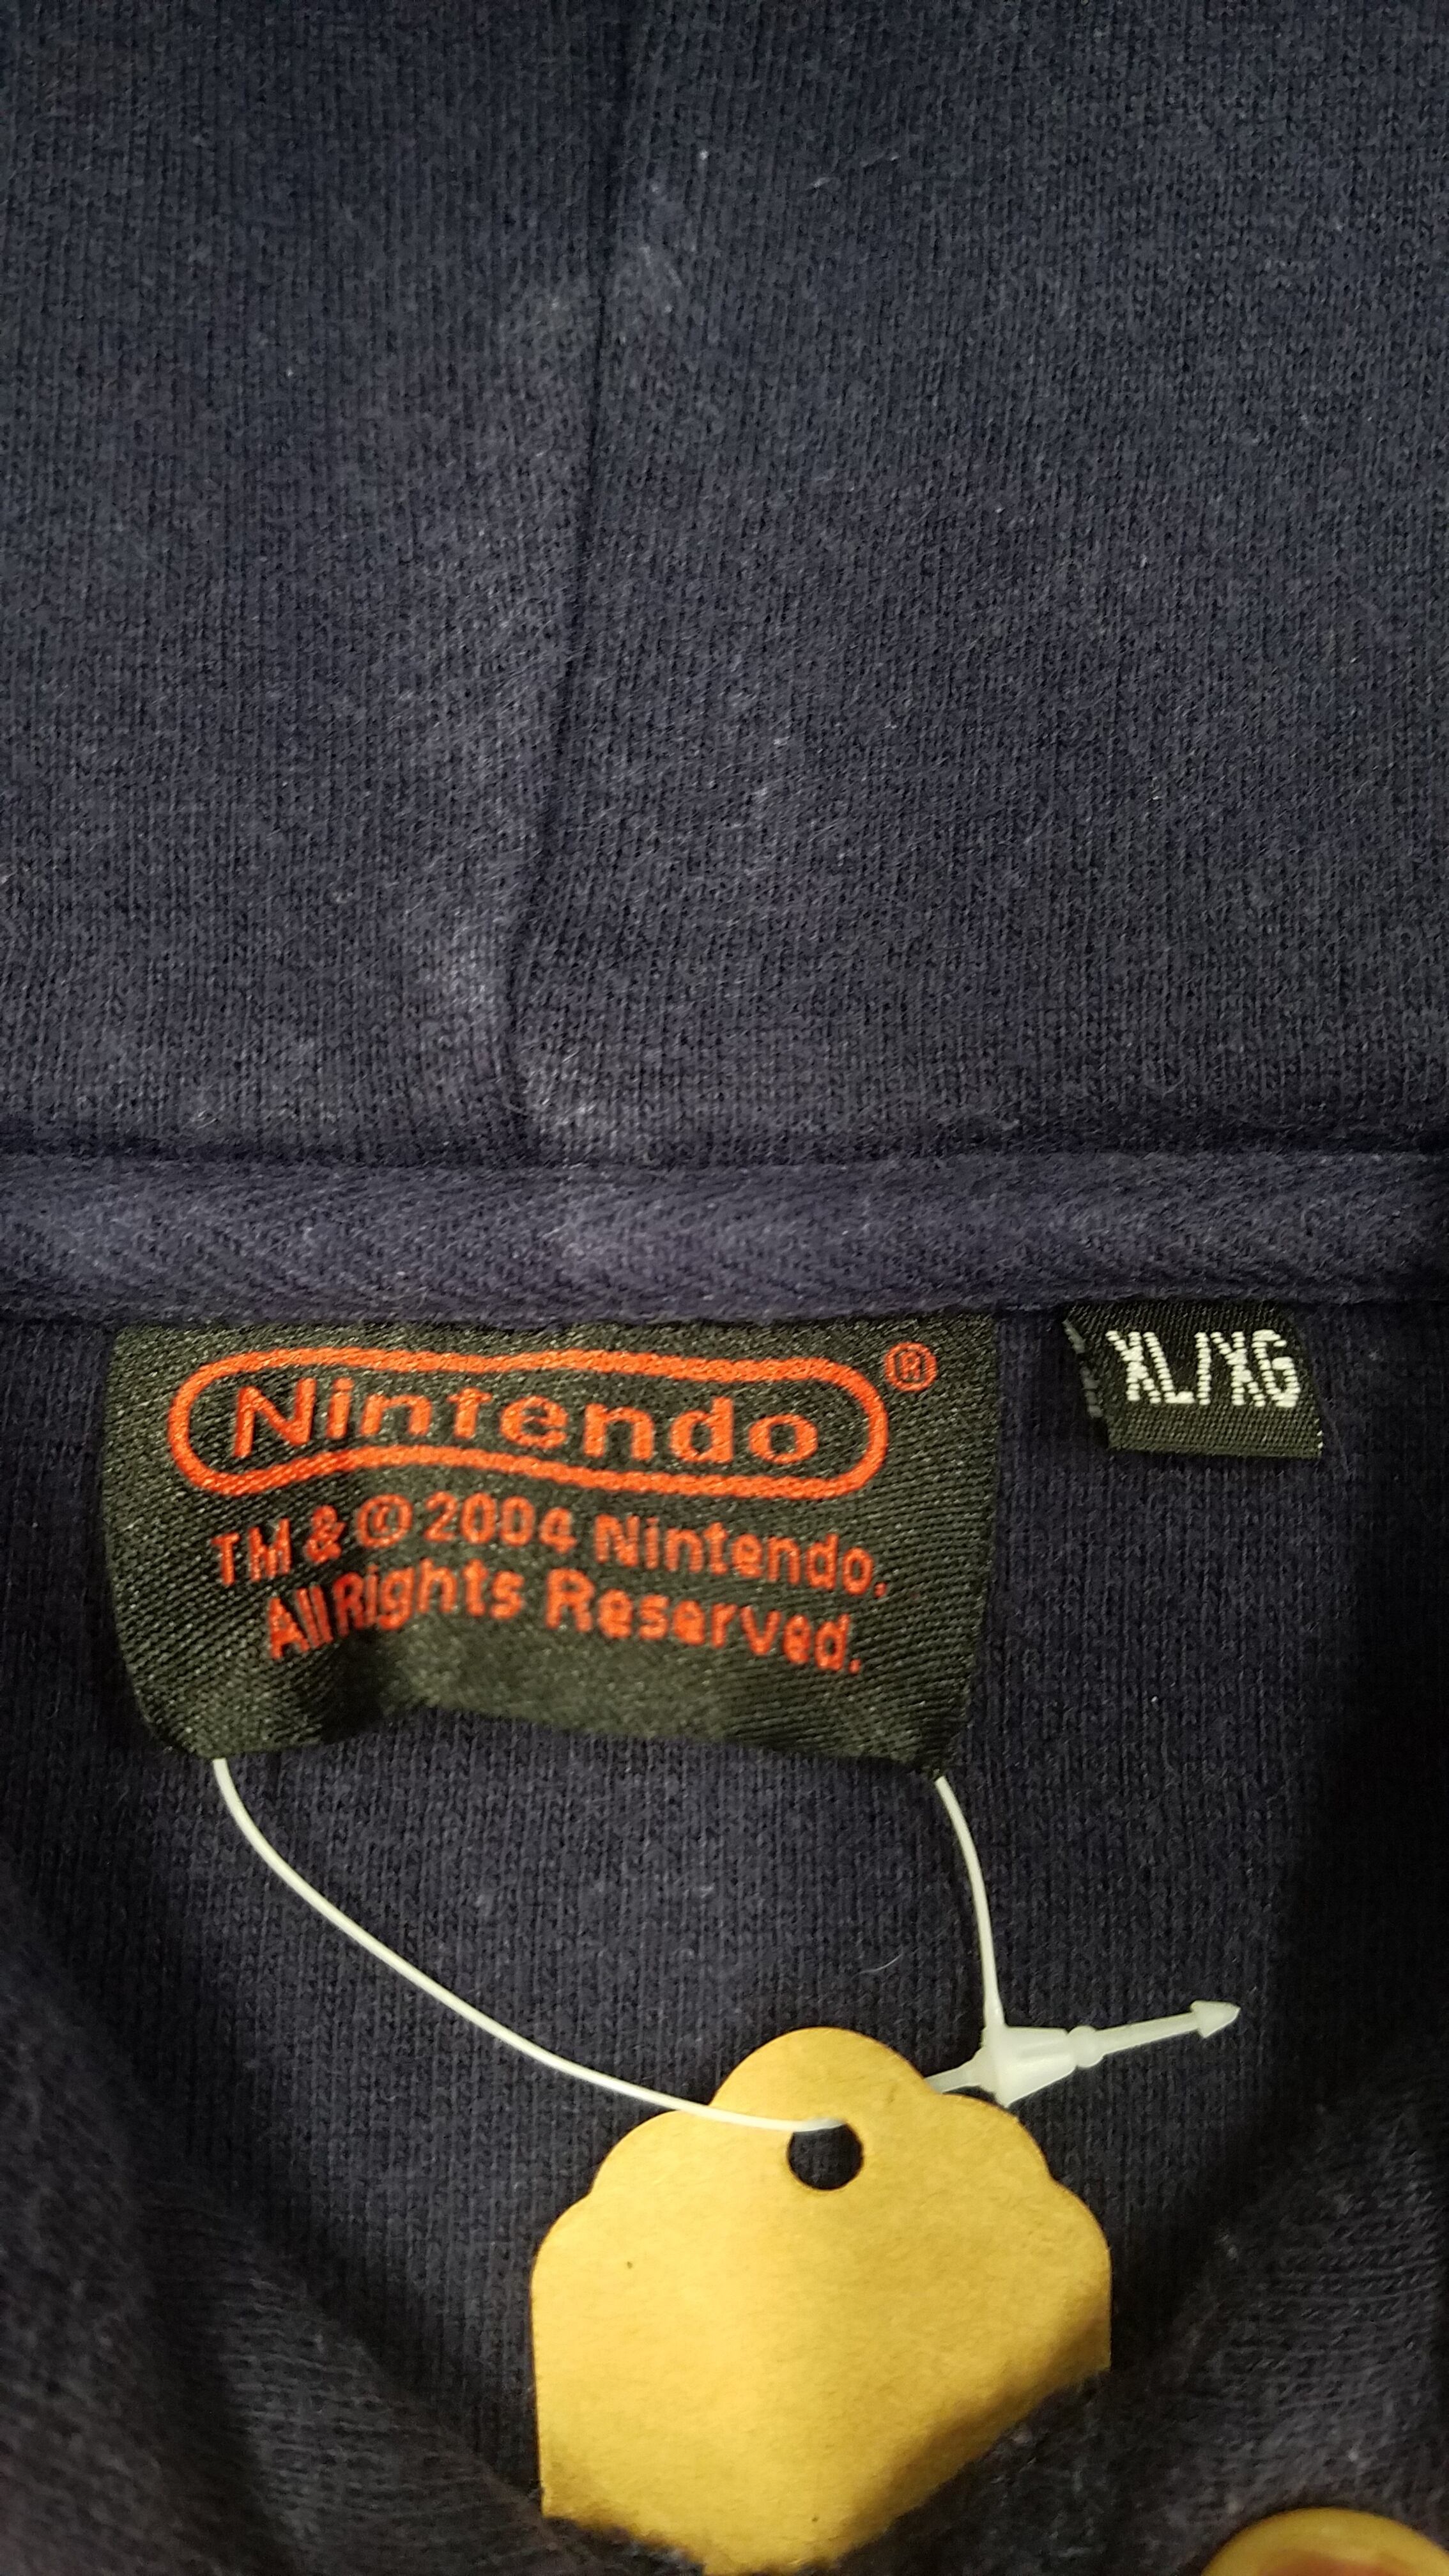 Nintendo®
XL/XG
TM & © 2004 Nintendo.
All Rights Reserved.